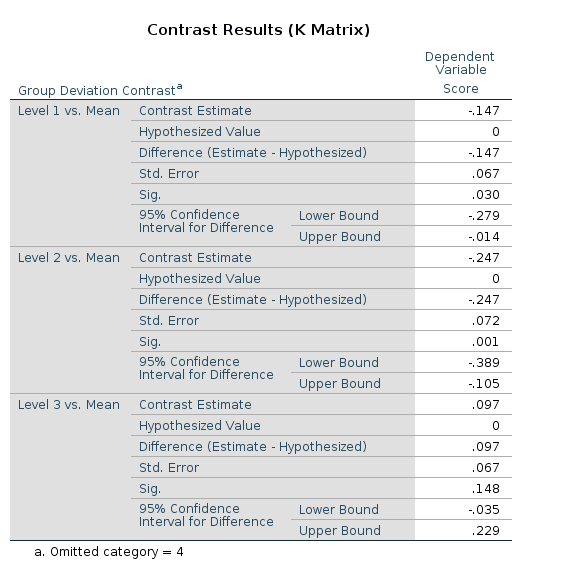 Contrast Results (K Matrix)
Dependent
Variable
Group Deviation Contrastᵃ Score
Level 1 vs. Mean Contrast Estimate -.147
Hypothesized Value 0
Difference (Estimate - Hypothesized) -.147
Std. Error .067
Sig. .030
95% Confidence Interval for Difference Lower Bound -.279
Upper Bound -.014
Level 2 vs. Mean Contrast Estimate -.247
Hypothesized Value 0
Difference (Estimate - Hypothesized) -.247
Std. Error .072
Sig. .001
95% Confidence Interval for Difference Lower Bound -.389
Upper Bound -.105
Level 3 vs. Mean Contrast Estimate .097
Hypothesized Value 0
Difference (Estimate - Hypothesized) .097
Std. Error .067
Sig. .148
95% Confidence Interval for Difference Lower Bound -.035
Upper Bound .229
a. Omitted category = 4